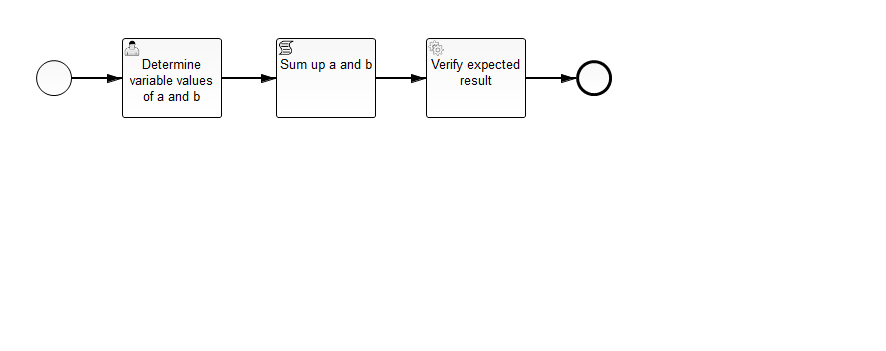 Determine
variable values
of a and b
Sum up a and b
Verify expected
result